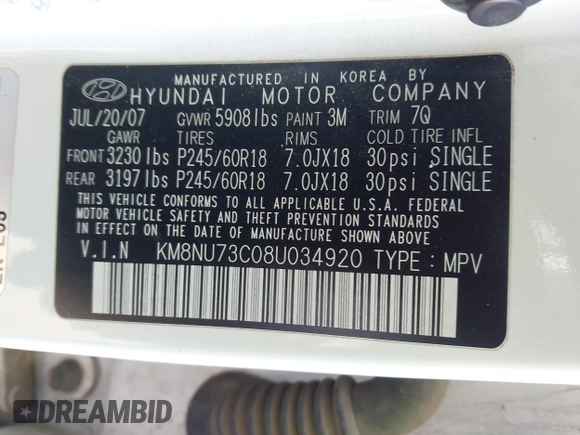 MANUFACTURED IN KOREA BY
HYUNDAI MOTOR COMPANY
JUL/20/07 GVWR 5908lbs PAINT 3M TRIM 7Q
GAWR TIRES RIMS COLD TIRE INFL
FRONT 3230lbs P245/60R18 7.0JX18 30psi SINGLE
REAR 3197lbs P245/60R18 7.0JX18 30psi SINGLE
THIS VEHICLE CONFORMS TO ALL APPLICABLE U.S.A. FEDERAL
MOTOR VEHICLE SAFETY AND THEFT PREVENTION STANDARDS
IN EFFECT ON THE DATE OF MANUFACTURE SHOWN ABOVE.
V.I.N KM8NU73C08U034920 TYPE : MPV
DREAMBID